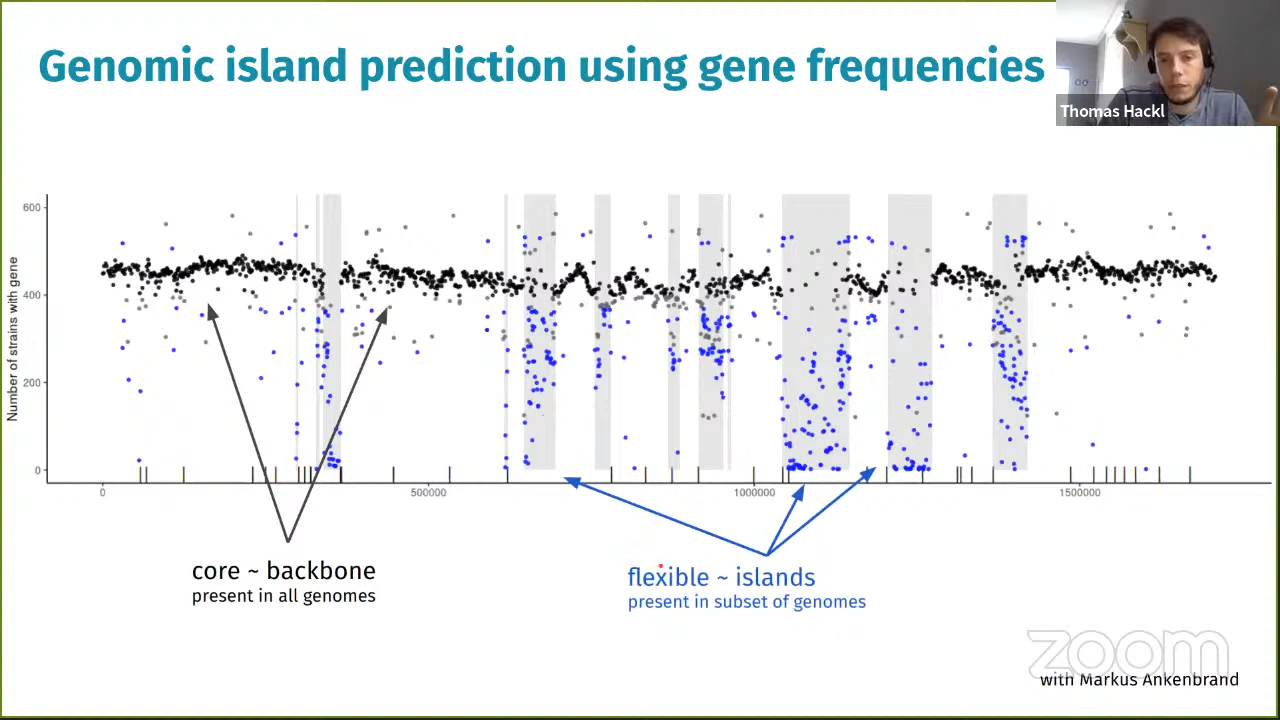 Genomic island prediction using gene frequencies
Thomas Hackl
Number of strains with gene
600
400
200
0
0
500000
1000000
1500000
core ~ backbone
present in all genomes
flexible ~ islands
present in subset of genomes
zoom
with Markus Ankenbrand